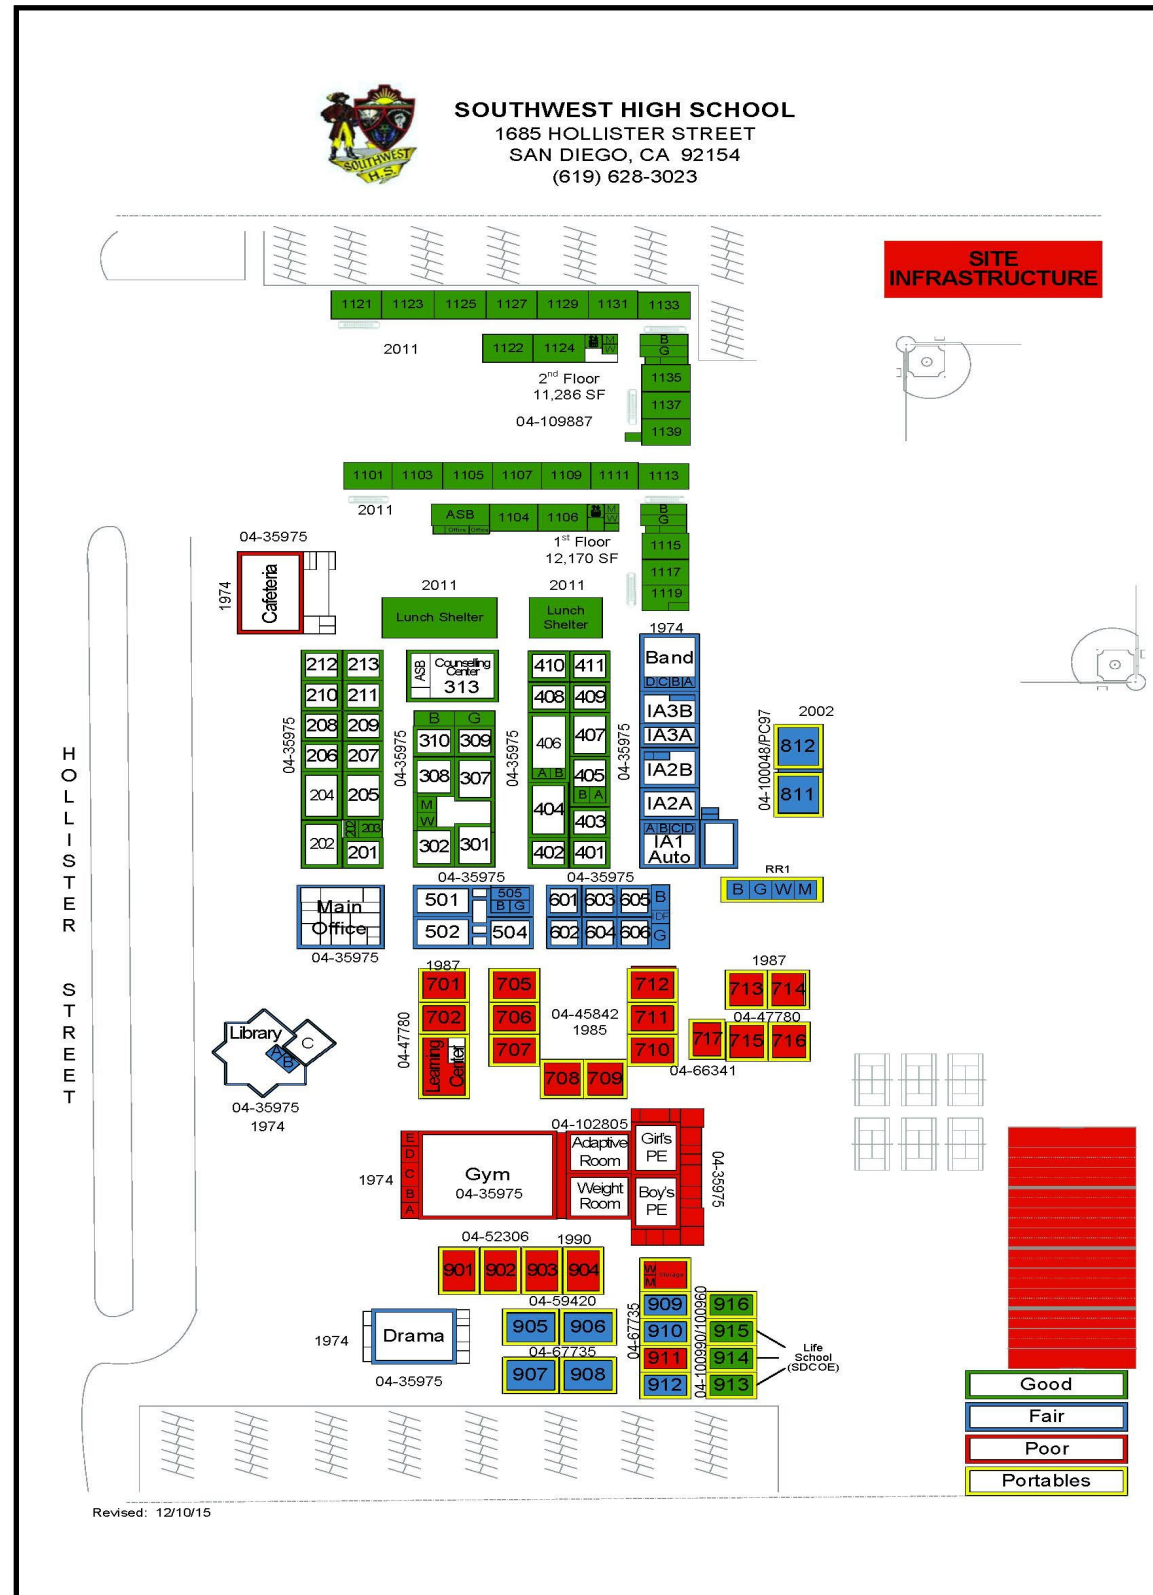 SOUTHWEST HIGH SCHOOL
1685 HOLLISTER STREET
SAN DIEGO, CA 92154
(619) 628-3023
SOUTHWEST
H.S.
SITE
INFRASTRUCTURE
1121 1123 1125 1127 1129 1131 1133
2011
1122 1124 M
W
B
G
2nd Floor
11,286 SF
04-109887
1135
1137
1139
1101 1103 1105 1107 1109 1111 1113
2011
ASB 1104 1106 M
Office Office W
B
G
1st Floor
12,170 SF
1115
1117
1119
04-35975
1974
Cafeteria
2011
Lunch Shelter
2011
Lunch
Shelter
1974
212 213
210 211
208 209
206 207
204 205
202 203
202 201
04-35975
ASB
Counselling
Center
313
B G
310 309
308 307
M
W
302 301
04-35975
04-35975
410 411
408 409
406 407
A B 405
B A
404 403
402 401
04-35975
04-35975
04-35975
Band
D C B A
IA3B
IA3A
IA2B
IA2A
A B C D
IA1
Auto
2002
812
811
04-100048/PC97
RR1
B G W M
HOLLISTER STREET
Main
Office
04-35975
501 505
B G
502 504
601 603 605 B
IDF
602 604 606 G
1987
701
702
Learning
Center
04-47780
705
706
707
04-45842
1985
708 709
712
711
710
1987
713 714
04-47780
717 715 716
04-66341
Library
A
B
C
04-35975
1974
04-102805
1974
E
D
C
B
A
Gym
04-35975
Adaptive
Room
Weight
Room
Girl's
PE
Boy's
PE
04-35975
04-52306 1990
901 902 903 904
04-59420
905 906
04-67735
907 908
1974
Drama
04-35975
W
M
Storage
909
910
911
912
04-67735
04-100990/100960
916
915
914
913
Life
School
(SDCOE)
Good
Fair
Poor
Portables
Revised: 12/10/15